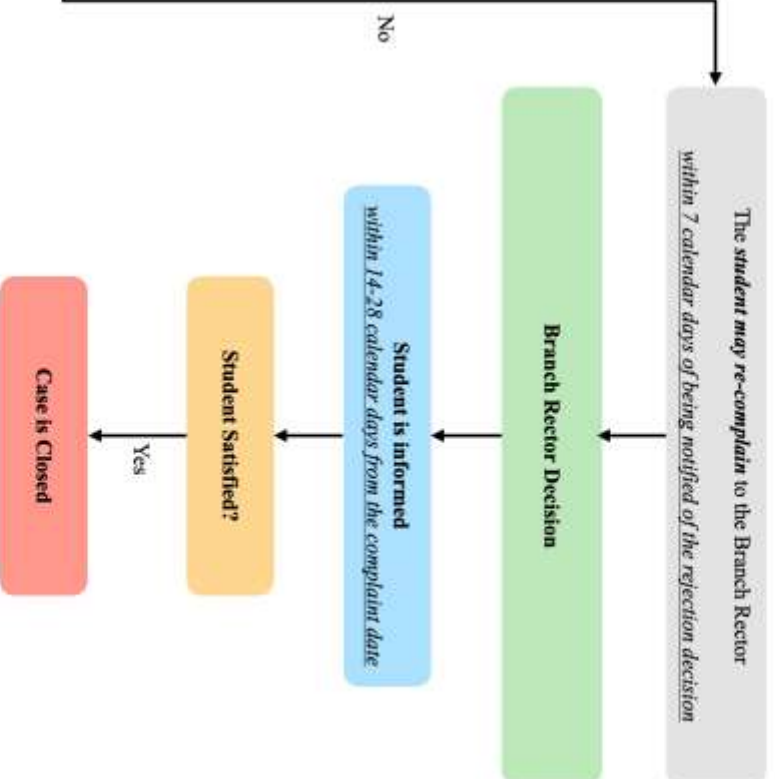 No
The student may re-complain to the Branch Rector
within 7 calendar days of being notified of the rejection decision
Branch Rector Decision
Student is informed
within 14-28 calendar days from the complaint date
Student Satisfied?
Yes
Case is Closed